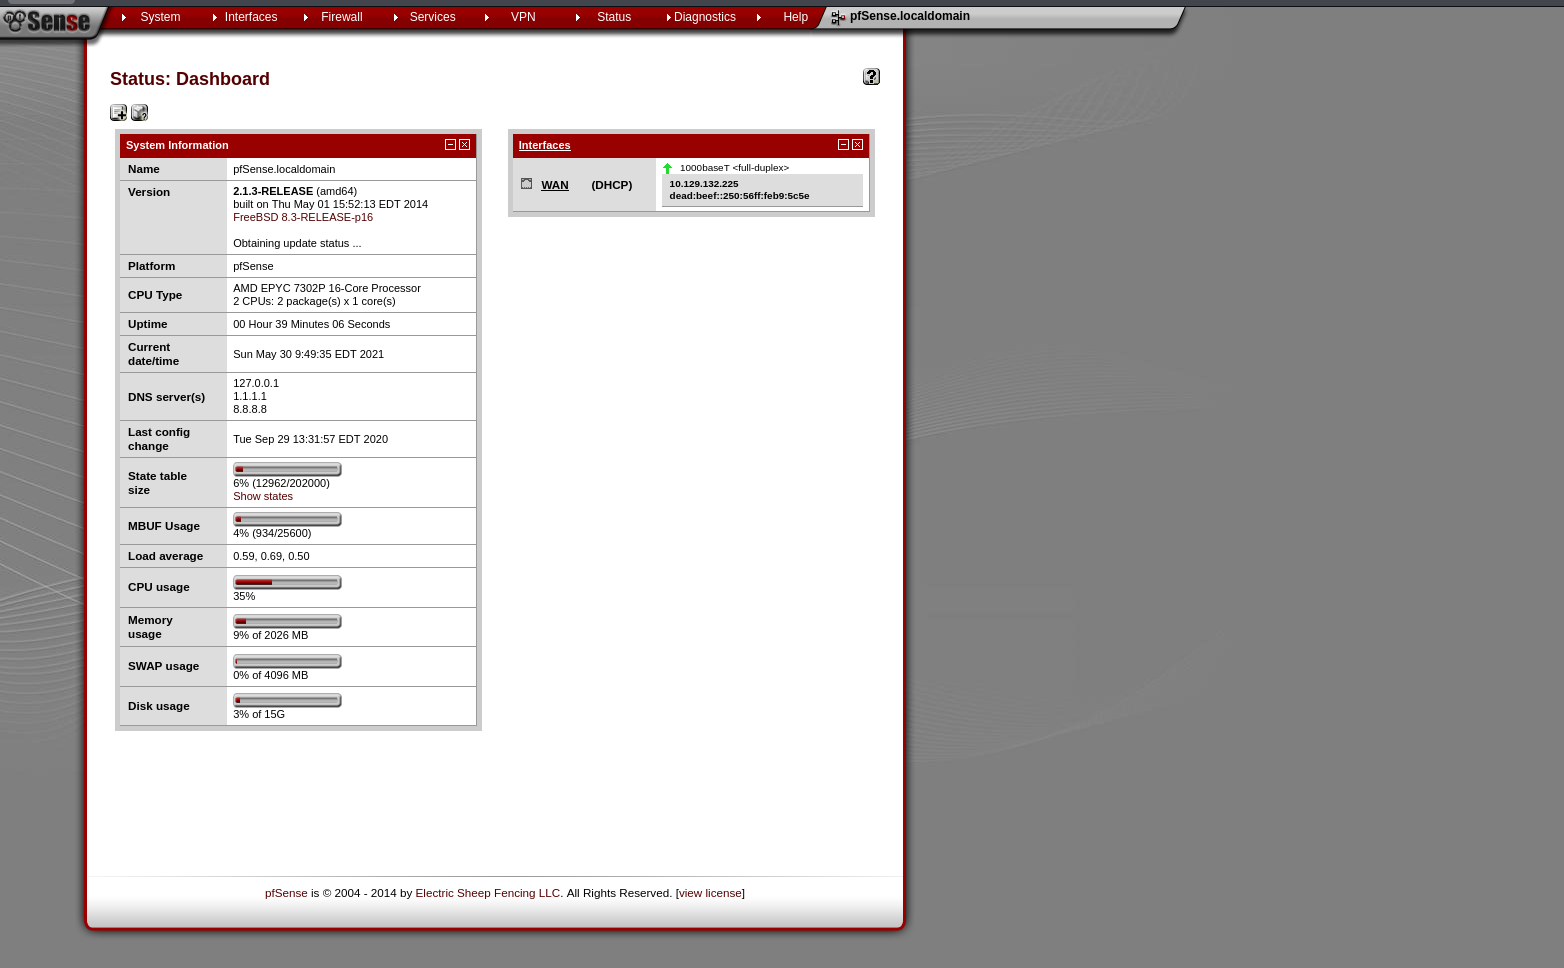 Sense
System Interfaces Firewall Services VPN Status Diagnostics Help pfSense.localdomain
Status: Dashboard
System Information
Name pfSense.localdomain
Version 2.1.3-RELEASE (amd64)
built on Thu May 01 15:52:13 EDT 2014
FreeBSD 8.3-RELEASE-p16
Obtaining update status ...
Platform pfSense
CPU Type AMD EPYC 7302P 16-Core Processor
2 CPUs: 2 package(s) x 1 core(s)
Uptime 00 Hour 39 Minutes 06 Seconds
Current
date/time Sun May 30 9:49:35 EDT 2021
DNS server(s) 127.0.0.1
1.1.1.1
8.8.8.8
Last config
change Tue Sep 29 13:31:57 EDT 2020
State table
size 6% (12962/202000)
Show states
MBUF Usage 4% (934/25600)
Load average 0.59, 0.69, 0.50
CPU usage 35%
Memory
usage 9% of 2026 MB
SWAP usage 0% of 4096 MB
Disk usage 3% of 15G
Interfaces
WAN (DHCP) 1000baseT <full-duplex>
10.129.132.225
dead:beef::250:56ff:feb9:5c5e
pfSense is © 2004 - 2014 by Electric Sheep Fencing LLC. All Rights Reserved. [view license]